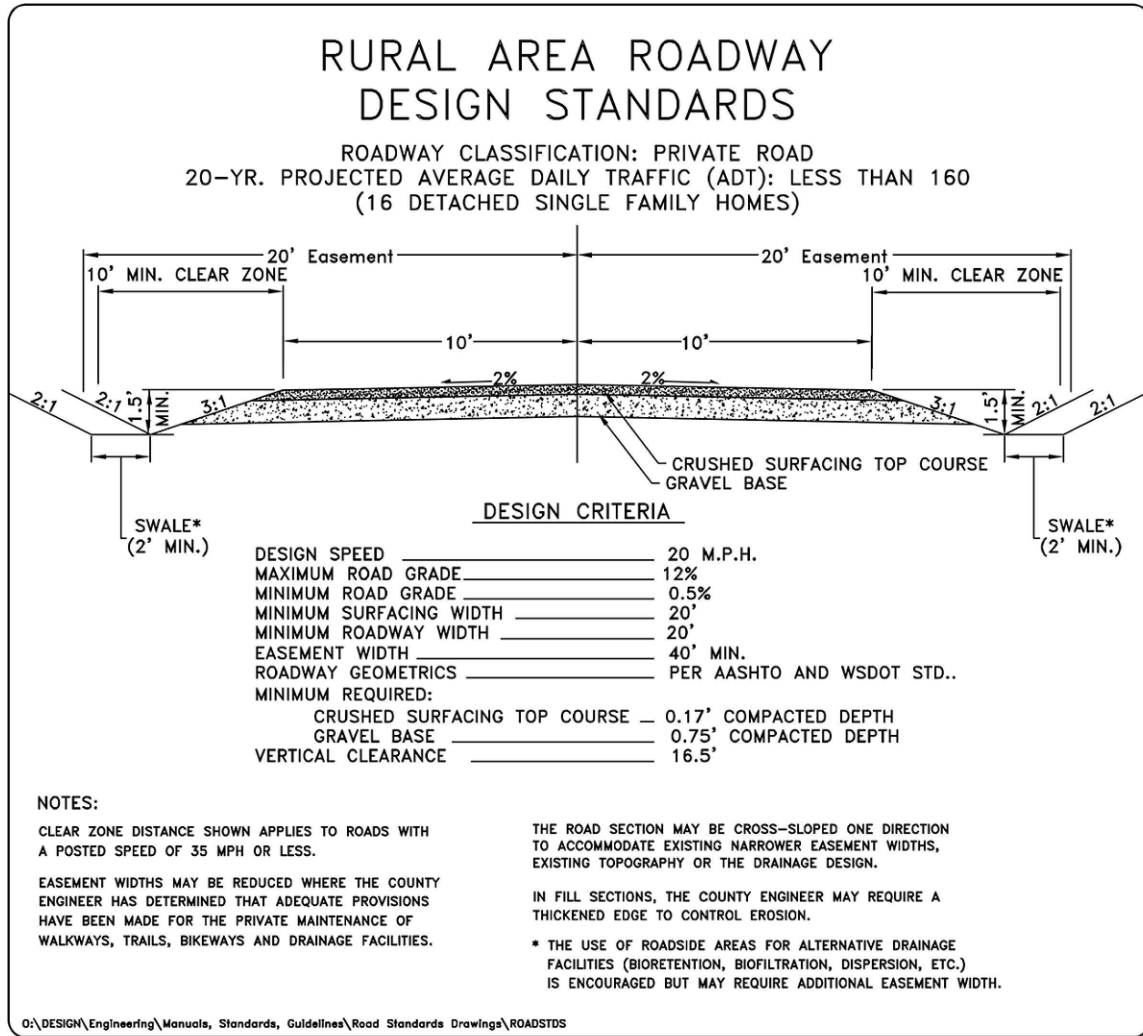 RURAL AREA ROADWAY
DESIGN STANDARDS
ROADWAY CLASSIFICATION: PRIVATE ROAD
20-YR. PROJECTED AVERAGE DAILY TRAFFIC (ADT): LESS THAN 160
(16 DETACHED SINGLE FAMILY HOMES)
20' Easement
20' Easement
10' MIN. CLEAR ZONE
10' MIN. CLEAR ZONE
10'
10'
2%
2%
2:1
2:1
1.5'
MIN.
3:1
3:1
1.5'
MIN.
2:1
2:1
CRUSHED SURFACING TOP COURSE
GRAVEL BASE
SWALE*
(2' MIN.)
SWALE*
(2' MIN.)
DESIGN CRITERIA
DESIGN SPEED 20 M.P.H.
MAXIMUM ROAD GRADE 12%
MINIMUM ROAD GRADE 0.5%
MINIMUM SURFACING WIDTH 20'
MINIMUM ROADWAY WIDTH 20'
EASEMENT WIDTH 40' MIN.
ROADWAY GEOMETRICS PER AASHTO AND WSDOT STD..
MINIMUM REQUIRED:
CRUSHED SURFACING TOP COURSE 0.17' COMPACTED DEPTH
GRAVEL BASE 0.75' COMPACTED DEPTH
VERTICAL CLEARANCE 16.5'
NOTES:
CLEAR ZONE DISTANCE SHOWN APPLIES TO ROADS WITH
A POSTED SPEED OF 35 MPH OR LESS.
EASEMENT WIDTHS MAY BE REDUCED WHERE THE COUNTY
ENGINEER HAS DETERMINED THAT ADEQUATE PROVISIONS
HAVE BEEN MADE FOR THE PRIVATE MAINTENANCE OF
WALKWAYS, TRAILS, BIKEWAYS AND DRAINAGE FACILITIES.
THE ROAD SECTION MAY BE CROSS-SLOPED ONE DIRECTION
TO ACCOMMODATE EXISTING NARROWER EASEMENT WIDTHS,
EXISTING TOPOGRAPHY OR THE DRAINAGE DESIGN.
IN FILL SECTIONS, THE COUNTY ENGINEER MAY REQUIRE A
THICKENED EDGE TO CONTROL EROSION.
* THE USE OF ROADSIDE AREAS FOR ALTERNATIVE DRAINAGE
FACILITIES (BIORETENTION, BIOFILTRATION, DISPERSION, ETC.)
IS ENCOURAGED BUT MAY REQUIRE ADDITIONAL EASEMENT WIDTH.
O:\DESIGN\Engineering\Manuals, Standards, Guidelines\Road Standards Drawings\ROADSTDS